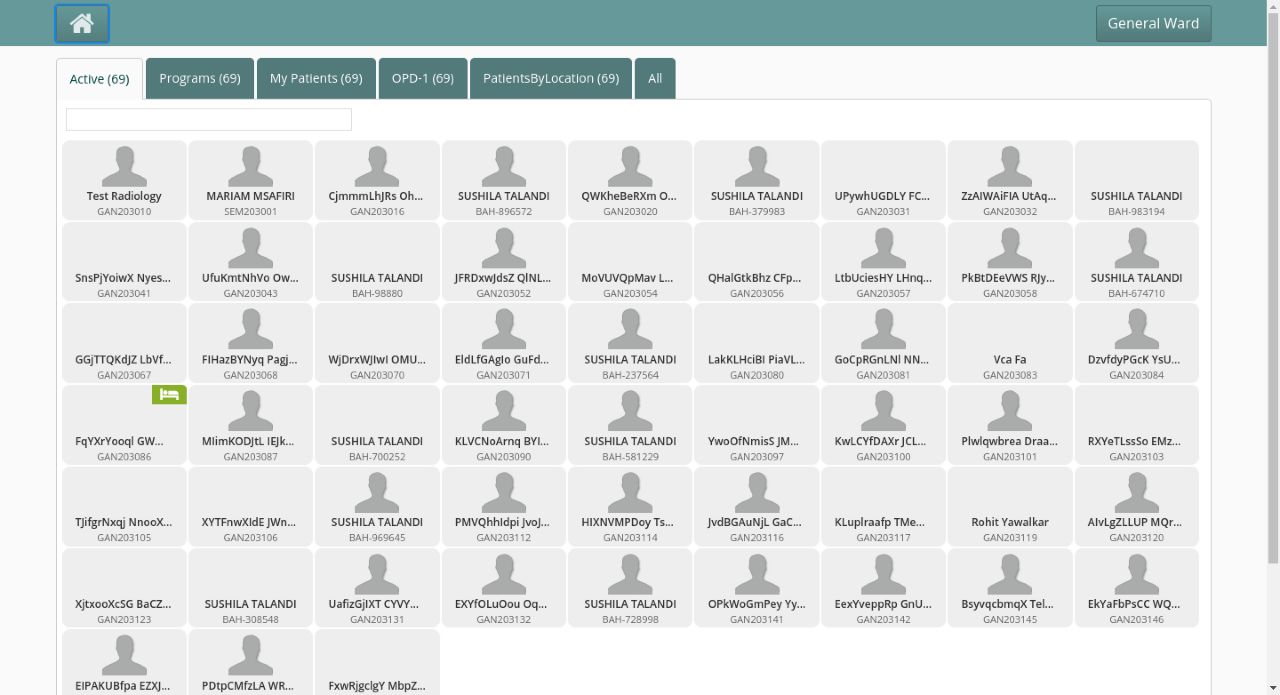 General Ward
Active (69) Programs (69) My Patients (69) OPD-1 (69) PatientsByLocation (69) All
Test Radiology MARIAM MSAFIRI CjmmmLhJRs Oh... SUSHILA TALANDI QWKheBeRXm O... SUSHILA TALANDI UPywhUGDLY FC... ZzAIWAiFIA UtAq... SUSHILA TALANDI
GAN203010 SEM203001 GAN203016 BAH-896572 GAN203020 BAH-379983 GAN203031 GAN203032 BAH-983194
SnsPjYoiwX Nyes... UfuKmtNhVo Ow... SUSHILA TALANDI JFRDxwJdsZ QlNL... MoVUVQpMav L... QHalGtkBhz CFp... LtbUciesHY LHnq... PkBtDEeVWS RJy... SUSHILA TALANDI
GAN203041 GAN203043 BAH-98880 GAN203052 GAN203054 GAN203056 GAN203057 GAN203058 BAH-674710
GGjTTQKdJZ LbVf... FIHazBYNyq Pagj... WjDrxWJIwI OMU... EldLfGAgIo GuFd... SUSHILA TALANDI LakKLHciBI PiaVL... GoCpRGnLNl NN... Vca Fa DzvfdyPGcK YsU...
GAN203067 GAN203068 GAN203070 GAN203071 BAH-237564 GAN203080 GAN203081 GAN203083 GAN203084
FqYXrYooql GW... MIimKODJtL IEJk... SUSHILA TALANDI KLVCNoArnq BYI... SUSHILA TALANDI YwoOfNmisS JM... KwLCYfDAXr JCL... Plwlqwbrea Draa... RXYeTLssSo EMz...
GAN203086 GAN203087 BAH-700252 GAN203090 BAH-581229 GAN203097 GAN203100 GAN203101 GAN203103
TJifgrNxqj NnooX... XYTFnwXIdE JWn... SUSHILA TALANDI PMVQhhIdpi JvoJ... HIXNVMPDoy Ts... JvdBGAuNjL GaC... KLuplraafp TMe... Rohit Yawalkar AIvLgZLLUP MQr...
GAN203105 GAN203106 BAH-969645 GAN203112 GAN203114 GAN203116 GAN203117 GAN203119 GAN203120
XjtxooXcSG BaCZ... SUSHILA TALANDI UafizGjIXT CYVY... EXYfOLuOou Oq... SUSHILA TALANDI OPkWoGmPey Yy... EexYveppRp GnU... BsyvqcbmqX Tel... EkYaFbPsCC WQ...
GAN203123 BAH-308548 GAN203131 GAN203132 BAH-728998 GAN203141 GAN203142 GAN203145 GAN203146
EIPAKUBfpa EZXJ... PDtpCMfzLA WR... FxwRjgclgY MbpZ...